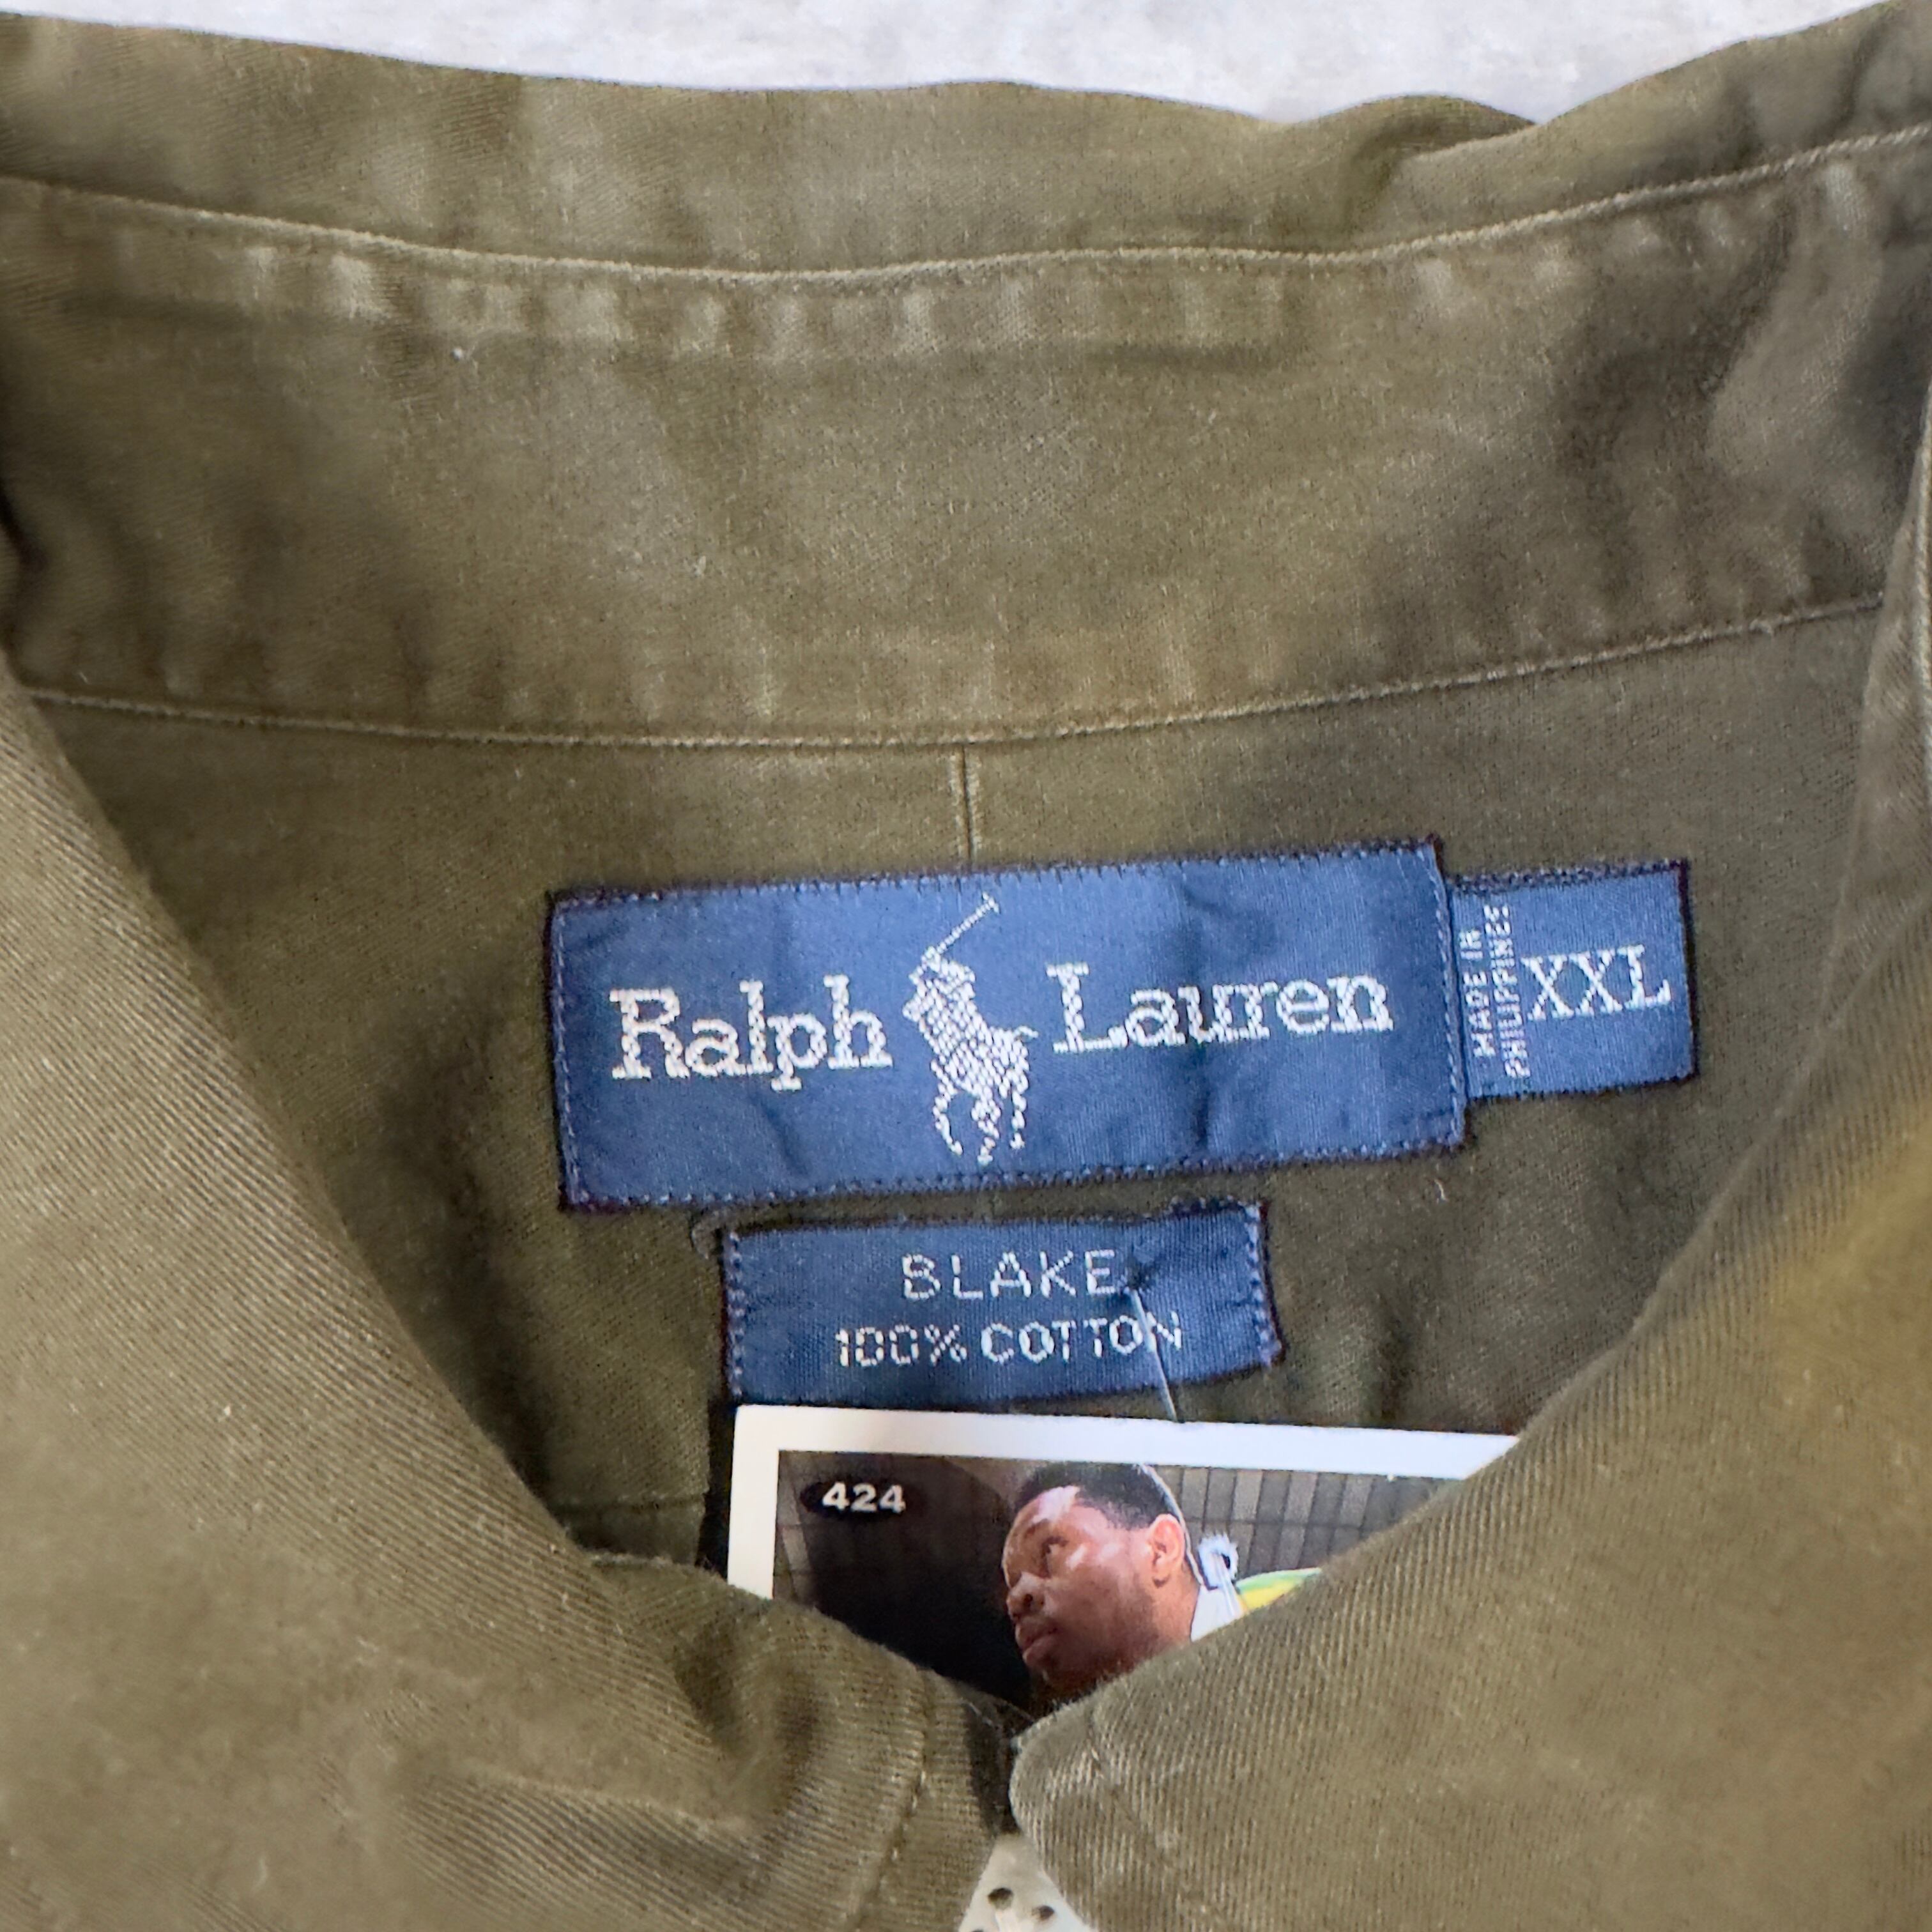 Ralph Lauren
MADE IN
PHILIPPINES
XXL
BLAKE
100% COTTON
424